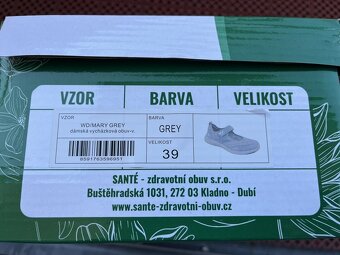 VZOR BARVA VELIKOST
VZOR
WD/MARY GREY
dámská vycházková obuv-v.
8591763596951
BARVA
GREY
VELIKOST
39
SANTÉ - zdravotní obuv s.r.o.
Buštěhradská 1031, 272 03 Kladno - Dubí
www.sante-zdravotni-obuv.cz